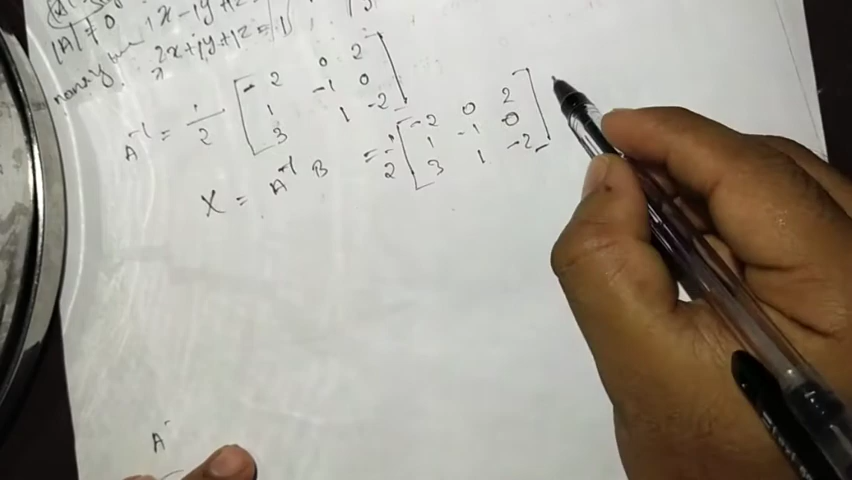 |A| ≠ 0
1x - 1y + 2
2x + 1y + 1z = 1
A⁻¹ = 1/2 [ -2 0 2
1 -1 0
3 1 -2 ]
X = A⁻¹ B = 1/2 [ -2 0 2
1 -1 0
3 1 -2 ]
A⁻